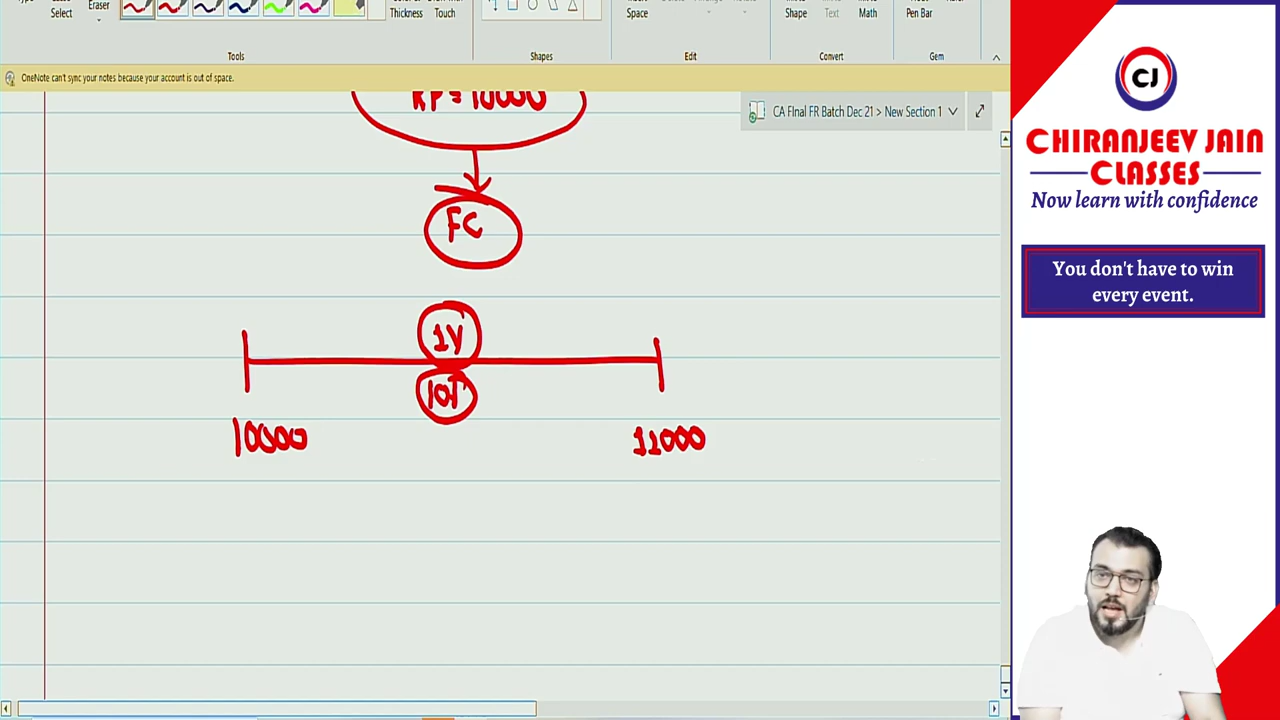 Select
Eraser
Thickness
Touch
Space
Shape
Text
Math
Pen Bar
Tools
Shapes
Edit
Convert
Gem
OneNote can't sync your notes because your account is out of space.
CA FInal FR Batch Dec 21 > New Section 1
= 10000
FC
1Y
10000
11000
CJ
CHIRANJEEV JAIN
CLASSES
Now learn with confidence
You don't have to win
every event.